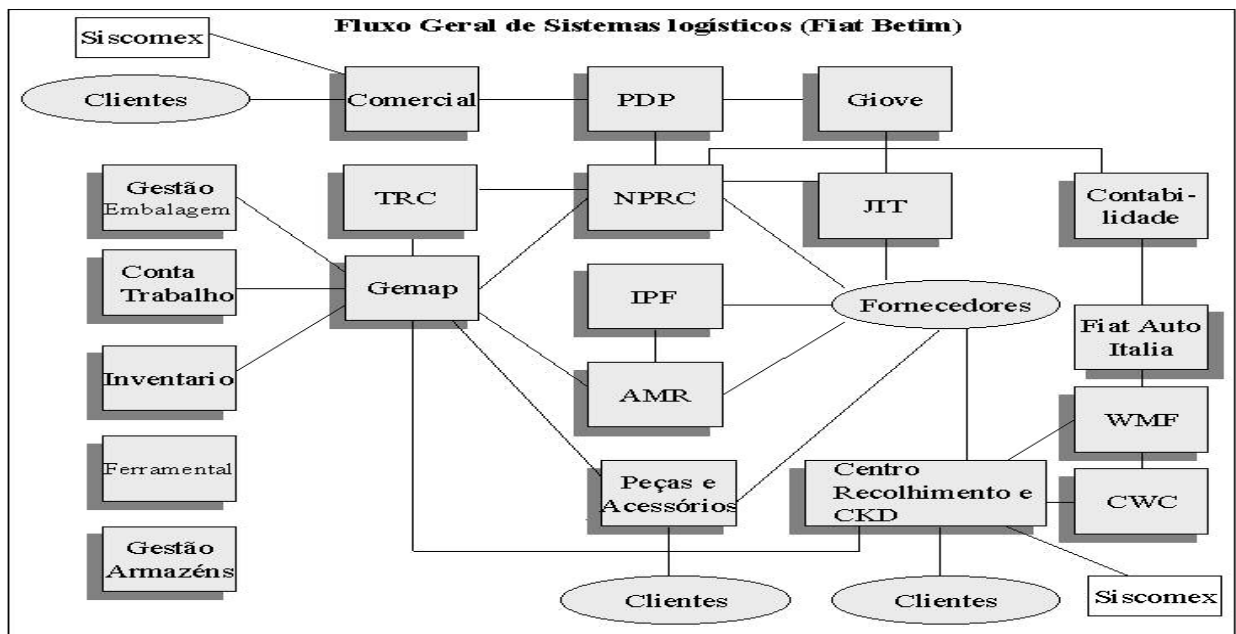 Fluxo Geral de Sistemas logísticos (Fiat Betim)
Siscomex
Clientes
Comercial
PDP
Giove
Gestão
Embalagem
TRC
NPRC
JIT
Contabi-
lidade
Conta
Trabalho
Gemap
IPF
Fornecedores
Fiat Auto
Italia
Inventario
AMR
WMF
Ferramental
Peças e
Acessórios
Centro
Recolhimento e
CKD
CWC
Gestão
Armazéns
Clientes
Clientes
Siscomex